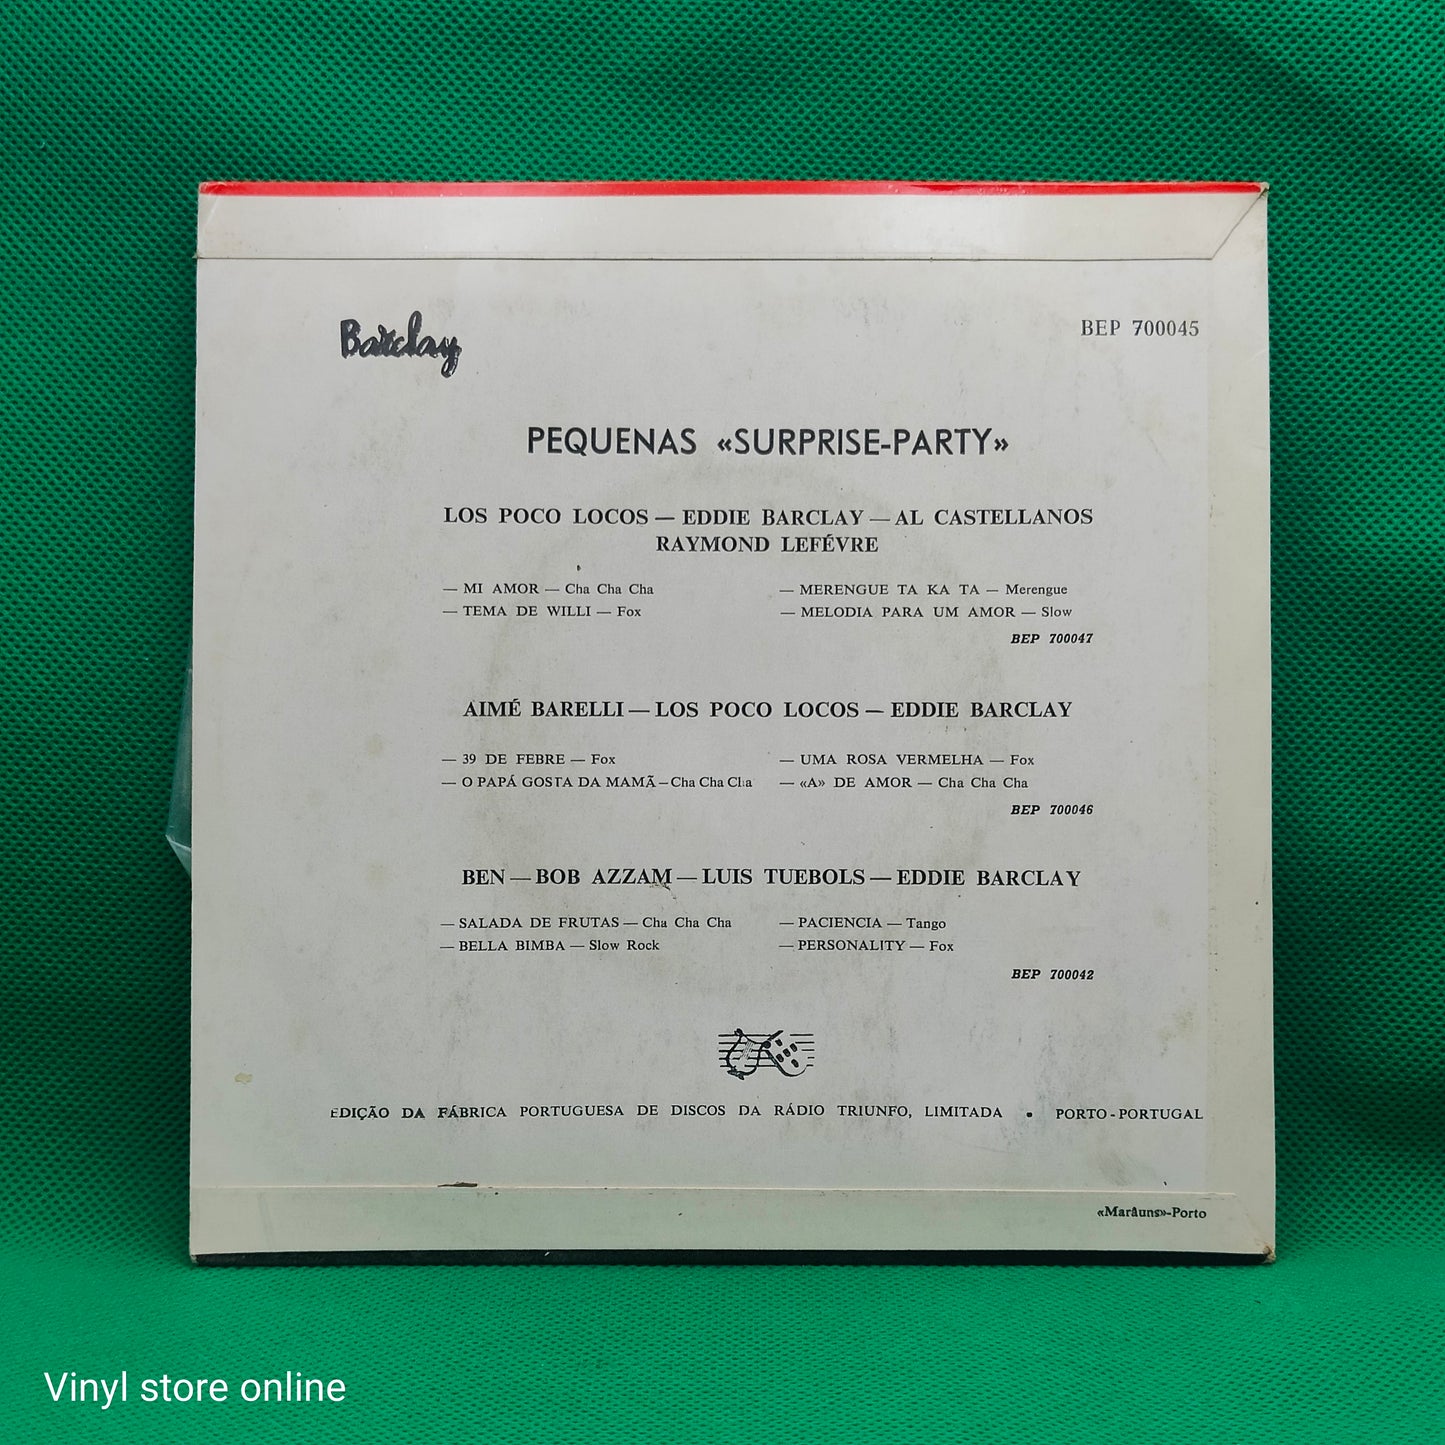 Barclay
BEP 700045
PEQUENAS «SURPRISE-PARTY»
LOS POCO LOCOS — EDDIE BARCLAY — AL CASTELLANOS
RAYMOND LEFÉVRE
— MI AMOR — Cha Cha Cha
— TEMA DE WILLI — Fox
— MERENGUE TA KA TA — Merengue
— MELODIA PARA UM AMOR — Slow
BEP 700047
AIMÉ BARELLI — LOS POCO LOCOS — EDDIE BARCLAY
— 39 DE FEBRE — Fox
— O PAPÁ GOSTA DA MAMÃ – Cha Cha Cha
— UMA ROSA VERMELHA — Fox
— «A» DE AMOR — Cha Cha Cha
BEP 700046
BEN — BOB AZZAM — LUIS TUEBOLS — EDDIE BARCLAY
— SALADA DE FRUTAS — Cha Cha Cha
— BELLA BIMBA — Slow Rock
— PACIENCIA — Tango
— PERSONALITY — Fox
BEP 700042
EDIÇÃO DA FÁBRICA PORTUGUESA DE DISCOS DA RÁDIO TRIUNFO, LIMITADA • PORTO - PORTUGAL
«Marâuns»-Porto
Vinyl store online